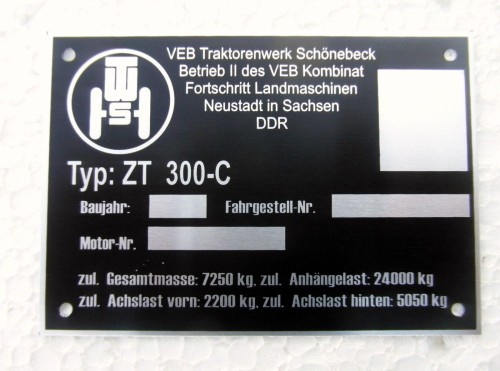 VEB Traktorenwerk Schönebeck
Betrieb II des VEB Kombinat
Fortschritt Landmaschinen
Neustadt in Sachsen
DDR
TWS
Typ: ZT 300-C
Baujahr: Fahrgestell-Nr.
Motor-Nr.
zul. Gesamtmasse: 7250 kg, zul. Anhängelast: 24000 kg
zul. Achslast vorn: 2200 kg, zul. Achslast hinten: 5050 kg